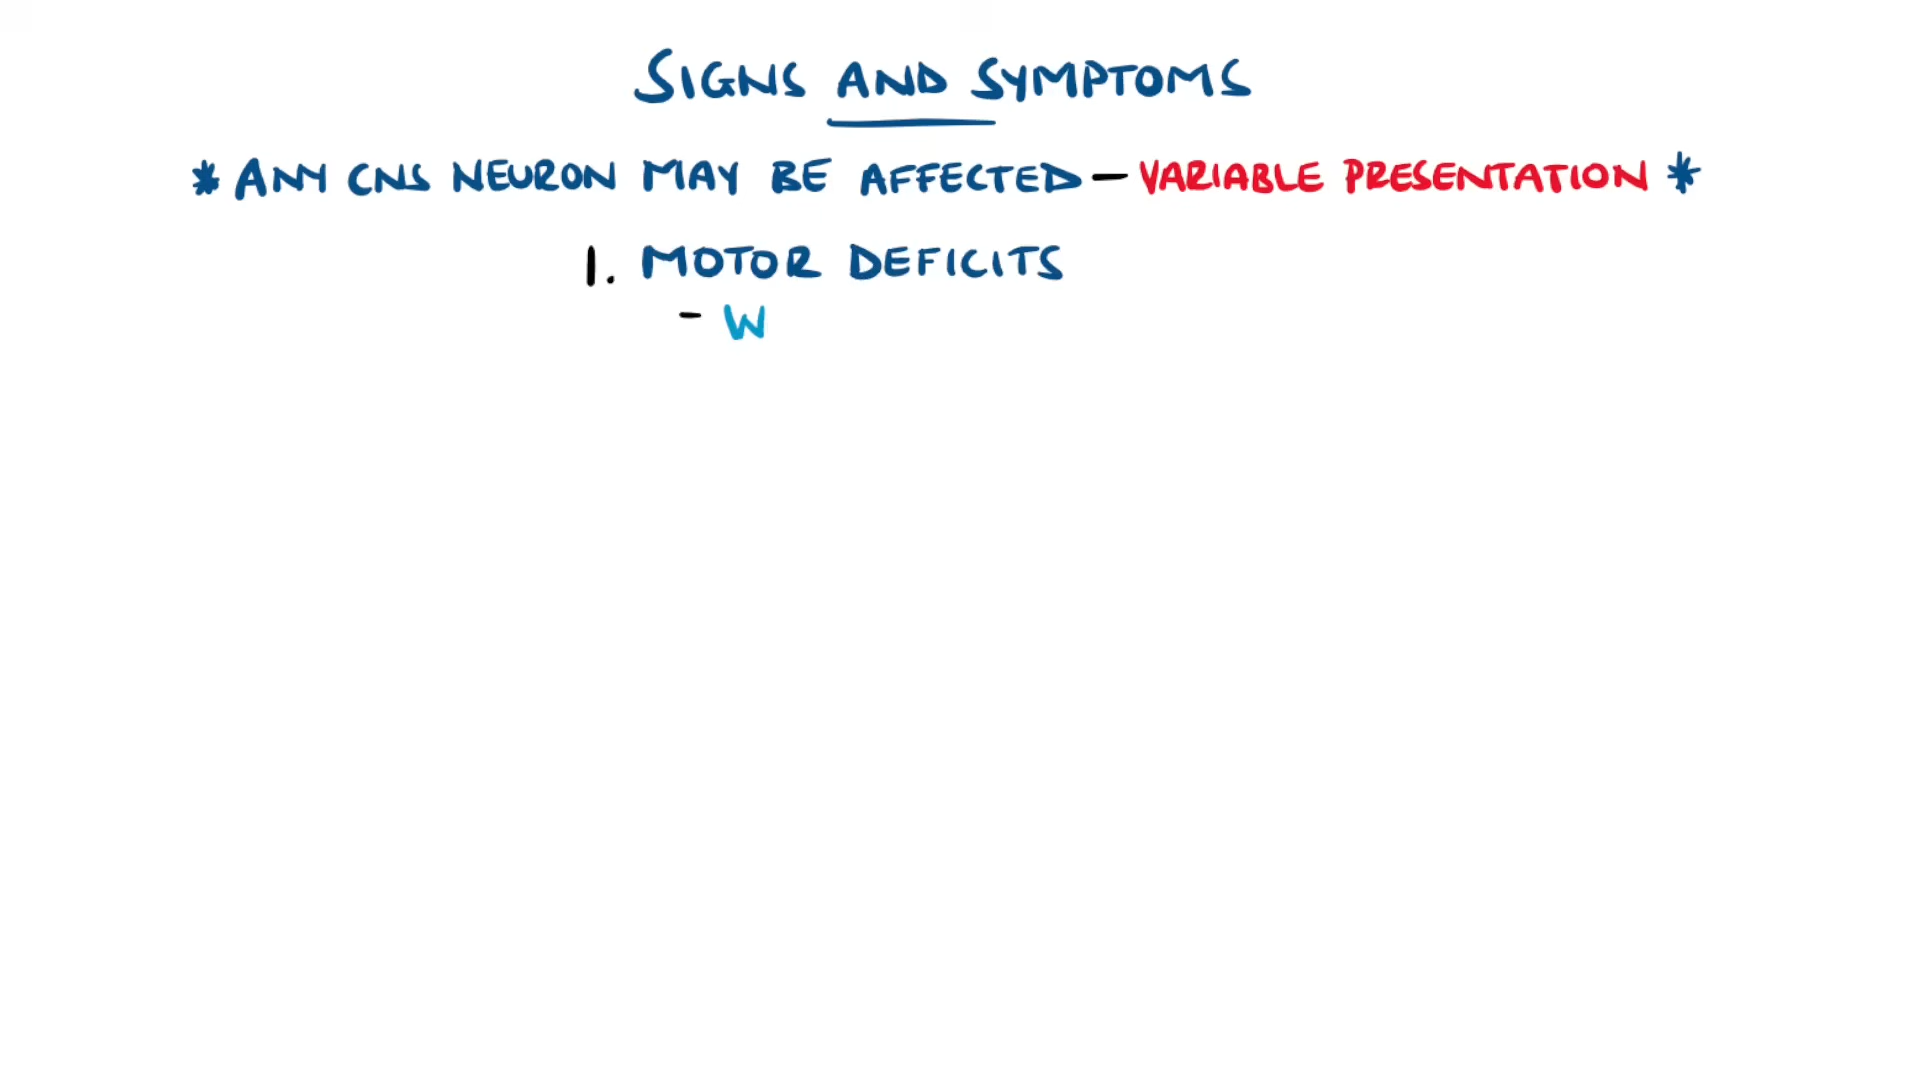 SIGNS AND SYMPTOMS
* ANY CNS NEURON MAY BE AFFECTED - VARIABLE PRESENTATION *
1. MOTOR DEFICITS
- W